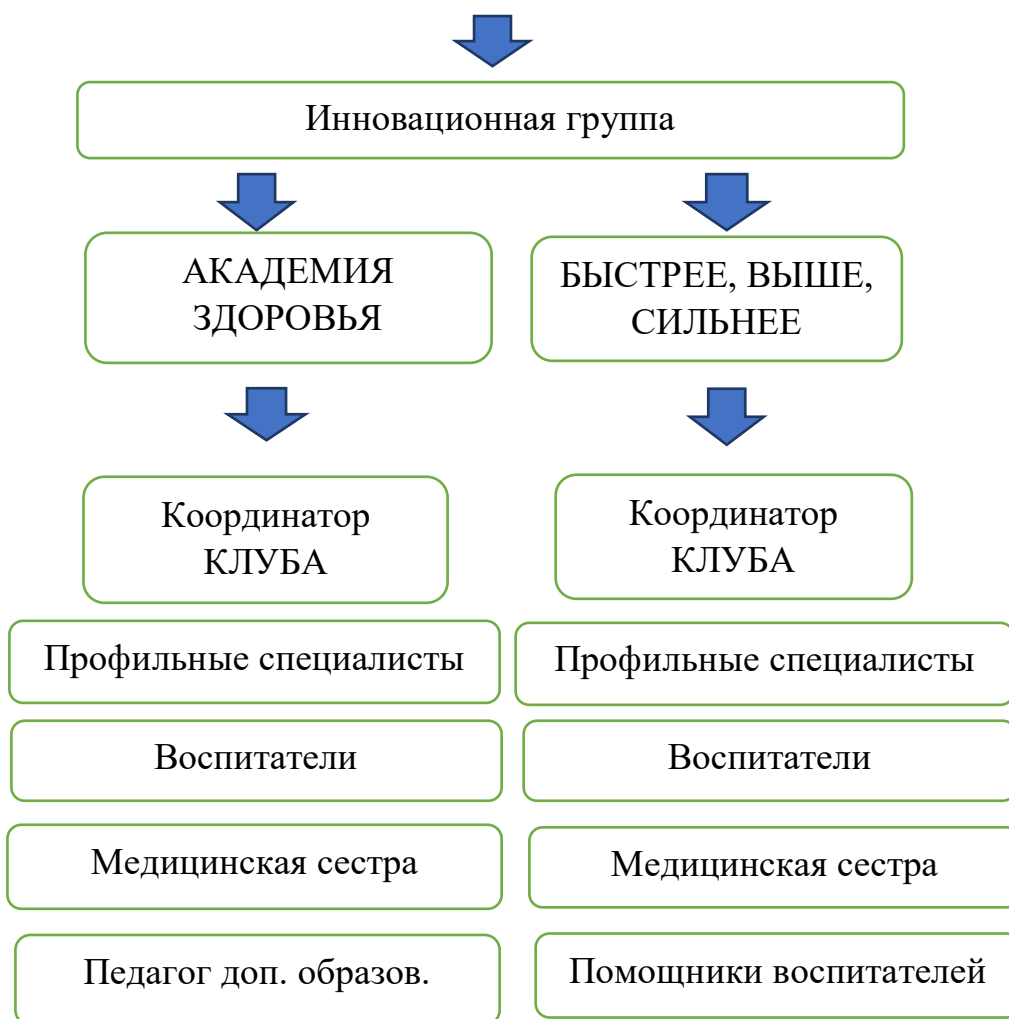 Инновационная группа
АКАДЕМИЯ
ЗДОРОВЬЯ
БЫСТРЕЕ, ВЫШЕ,
СИЛЬНЕЕ
Координатор
КЛУБА
Координатор
КЛУБА
Профильные специалисты
Профильные специалисты
Воспитатели
Воспитатели
Медицинская сестра
Медицинская сестра
Педагог доп. образов.
Помощники воспитателей